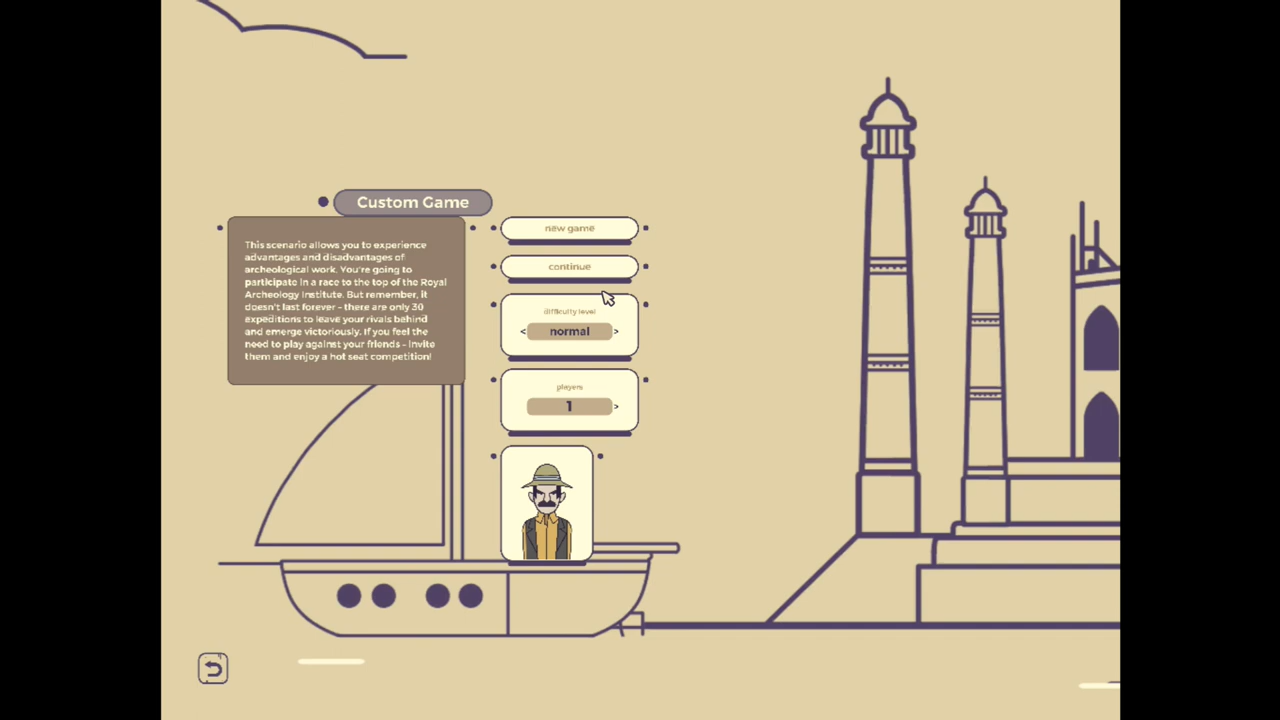 Custom Game
This scenario allows you to experience
advantages and disadvantages of
archeological work. You're going to
participate in a race to the top of the Royal
Archeology Institute. But remember, it
doesn't last forever - there are only 30
expeditions to leave your rivals behind
and emerge victoriously. If you feel the
need to play against your friends - invite
them and enjoy a hot seat competition!
new game
continue
difficulty level
< normal >
players
1 >